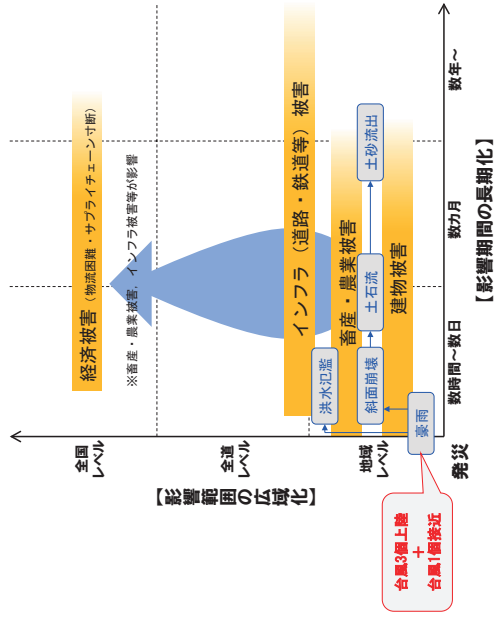 【影響範囲の広域化】
全国
レベル
全道
レベル
地域
レベル
経済被害（物流困難・サプライチェーン寸断）
※畜産・農業被害，インフラ被害等が影響
インフラ（道路・鉄道等）被害
洪水氾濫
畜産・農業被害
斜面崩壊
土石流
土砂流出
建物被害
豪雨
台風3個上陸
＋
台風1個接近
発災
数時間～数日
数カ月
数年～
【影響期間の長期化】